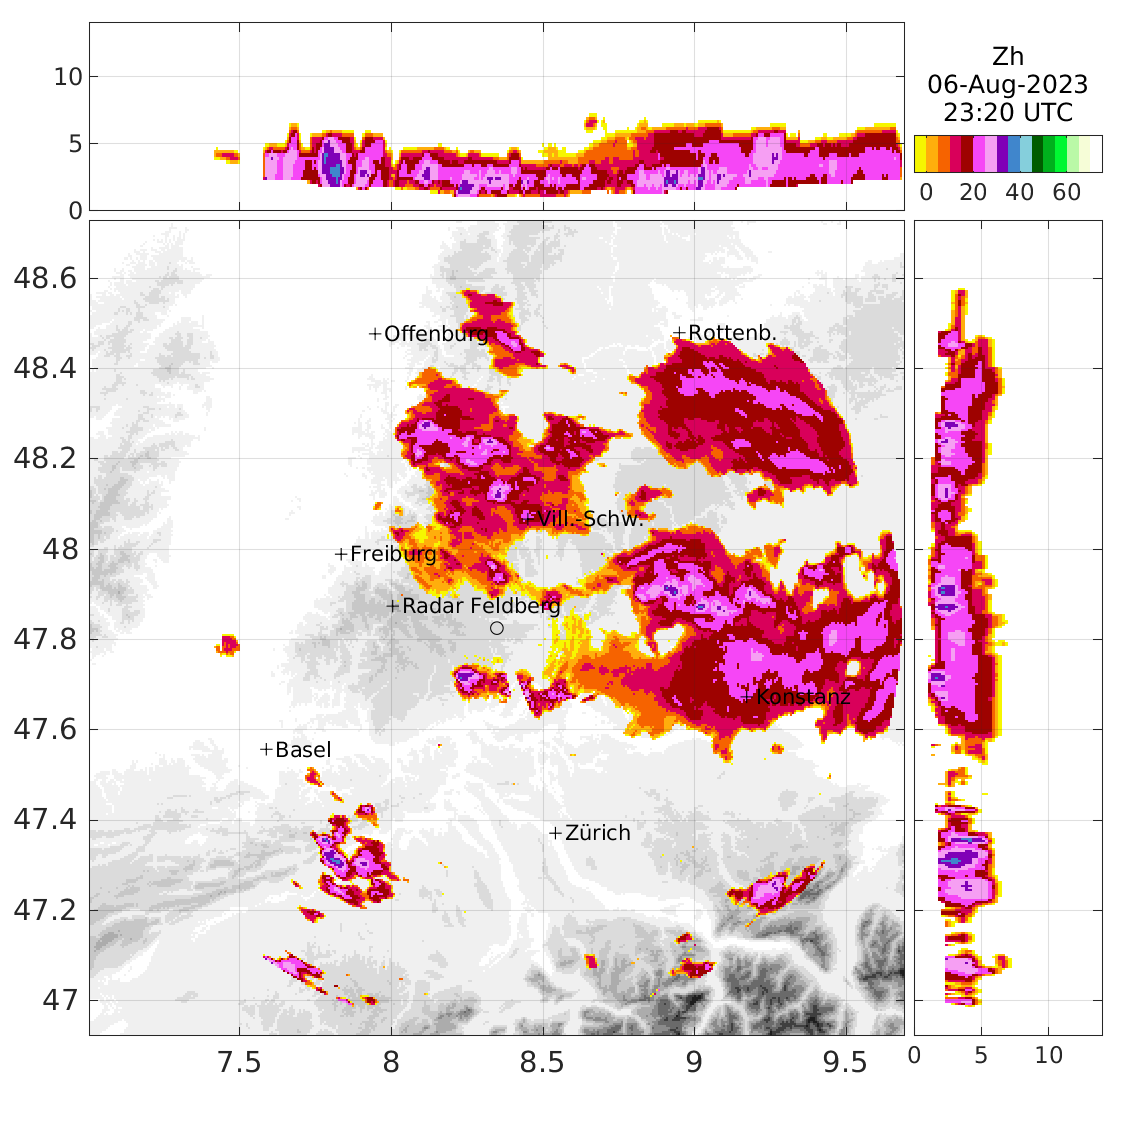 10
5
0
Zh
06-Aug-2023
23:20 UTC
0 20 40 60
48.6
48.4
48.2
48
47.8
47.6
47.4
47.2
47
+Offenburg
+Rottenb.
+Vill.-Schw.
+Freiburg
+Radar Feldberg
+Konstanz
+Basel
+Zürich
7.5 8 8.5 9 9.5
0 5 10